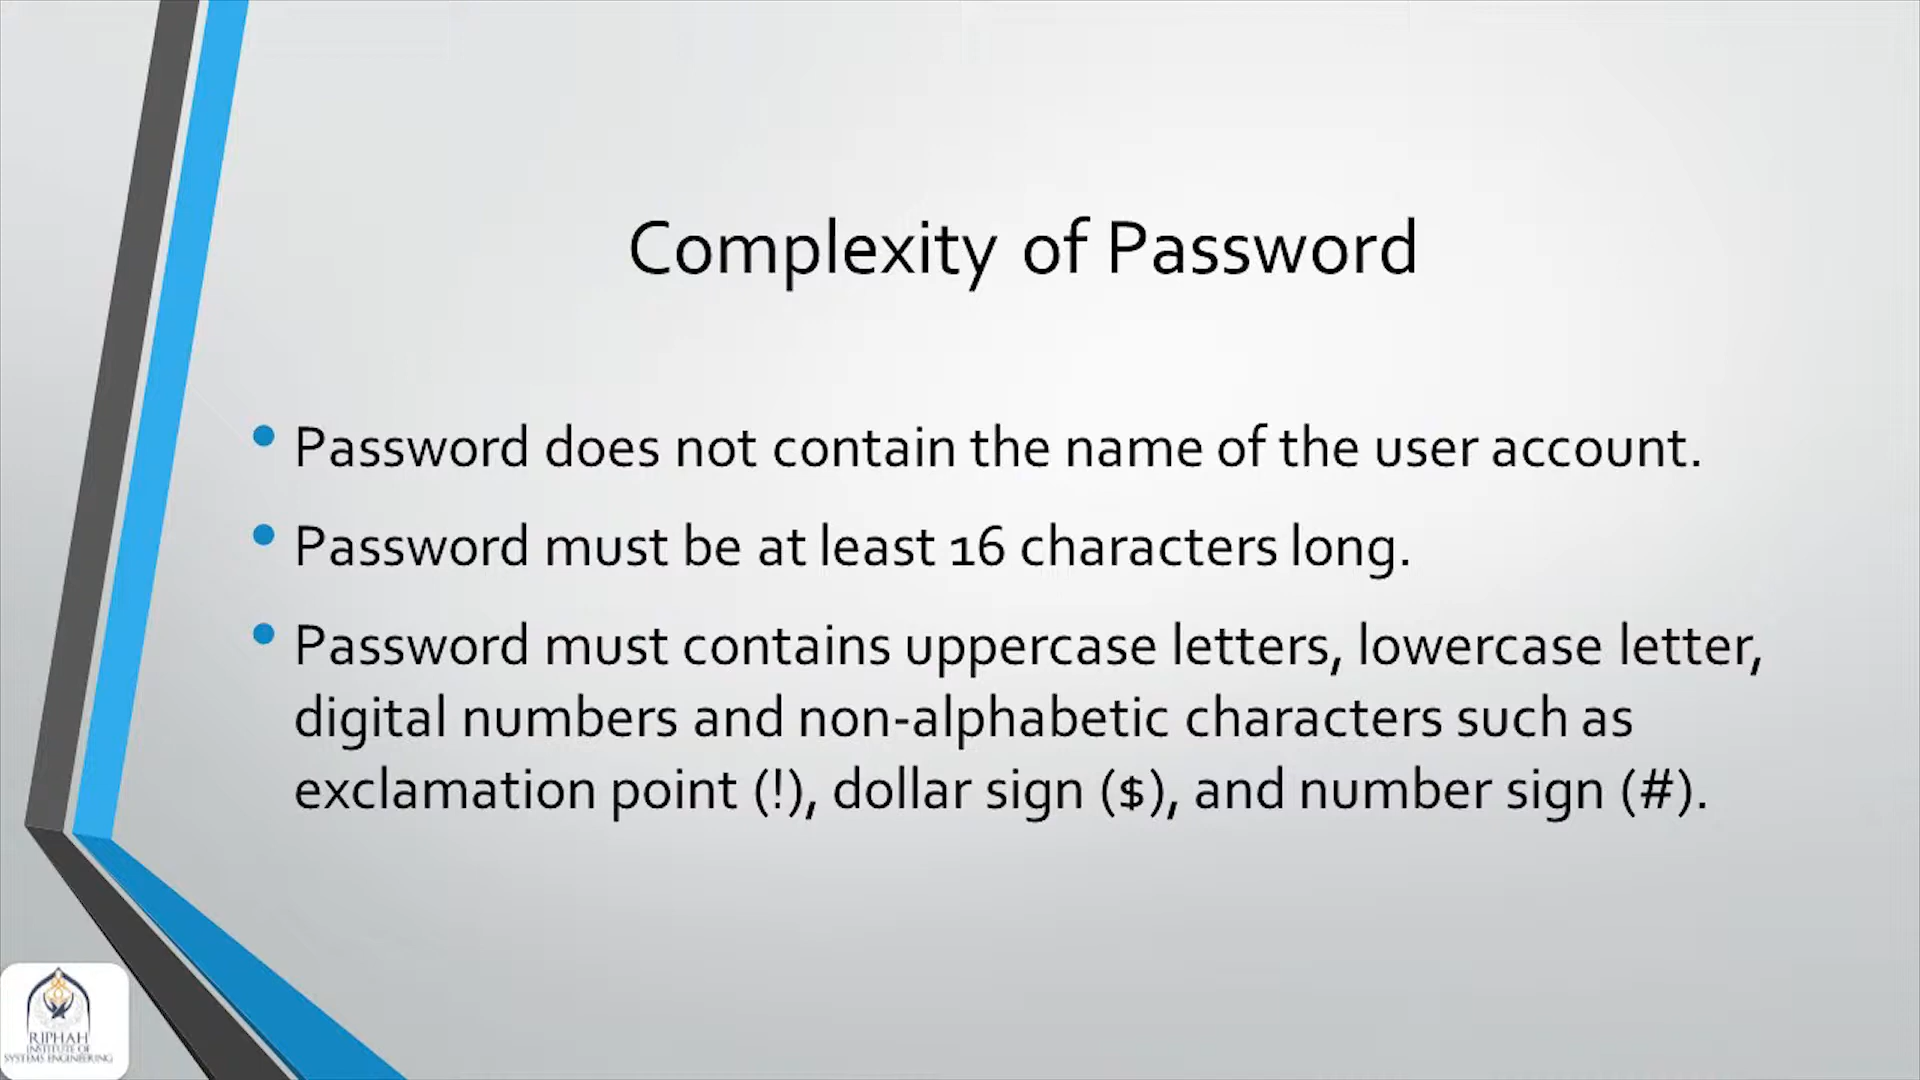 Complexity of Password
• Password does not contain the name of the user account.
• Password must be at least 16 characters long.
• Password must contains uppercase letters, lowercase letter,
digital numbers and non-alphabetic characters such as
exclamation point (!), dollar sign ($), and number sign (#).
RIPHAH
INSTITUTE OF
SYSTEMS ENGINEERING